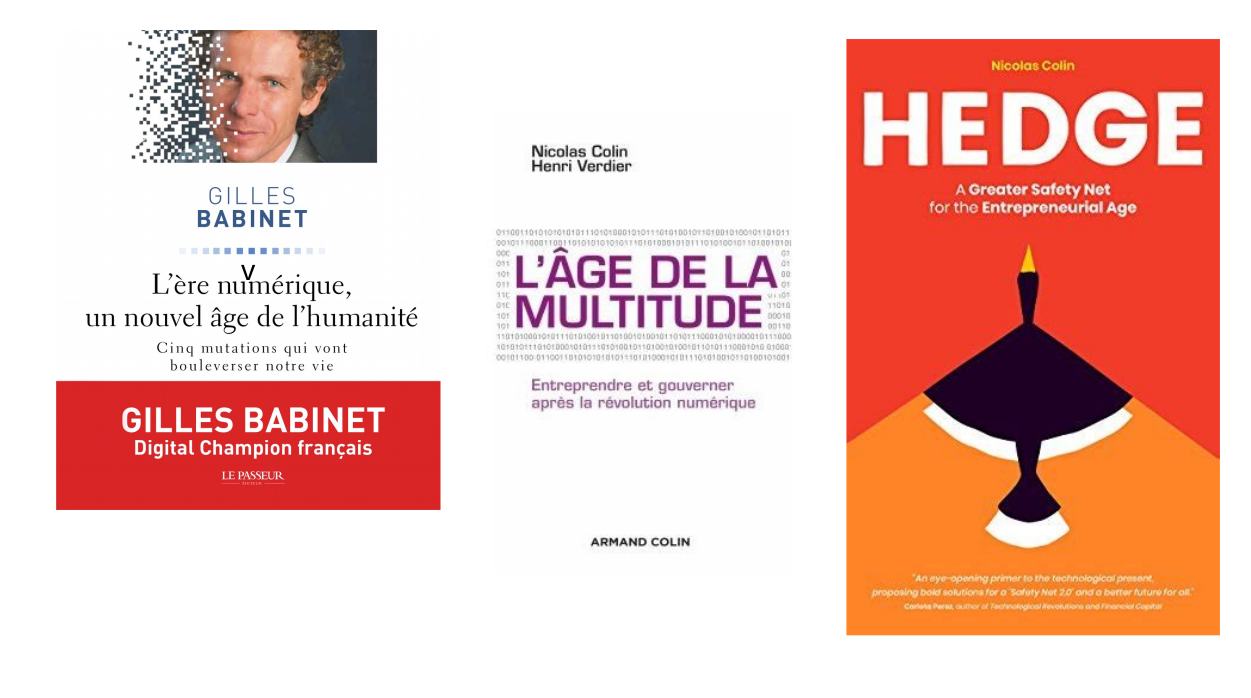 GILLES
BABINET
L'ère numérique,
un nouvel âge de l'humanité
Cinq mutations qui vont
bouleverser notre vie
GILLES BABINET
Digital Champion français
LE PASSEUR
Nicolas Colin
Henri Verdier
L'ÂGE DE LA
MULTITUDE
Entreprendre et gouverner
après la révolution numérique
ARMAND COLIN
Nicolas Colin
HEDGE
A Greater Safety Net
for the Entrepreneurial Age
"An eye-opening primer to the technological present,
proposing bold solutions for a 'Safety Net 2.0' and a better future for all."
Carlota Perez, author of Technological Revolutions and Financial Capital